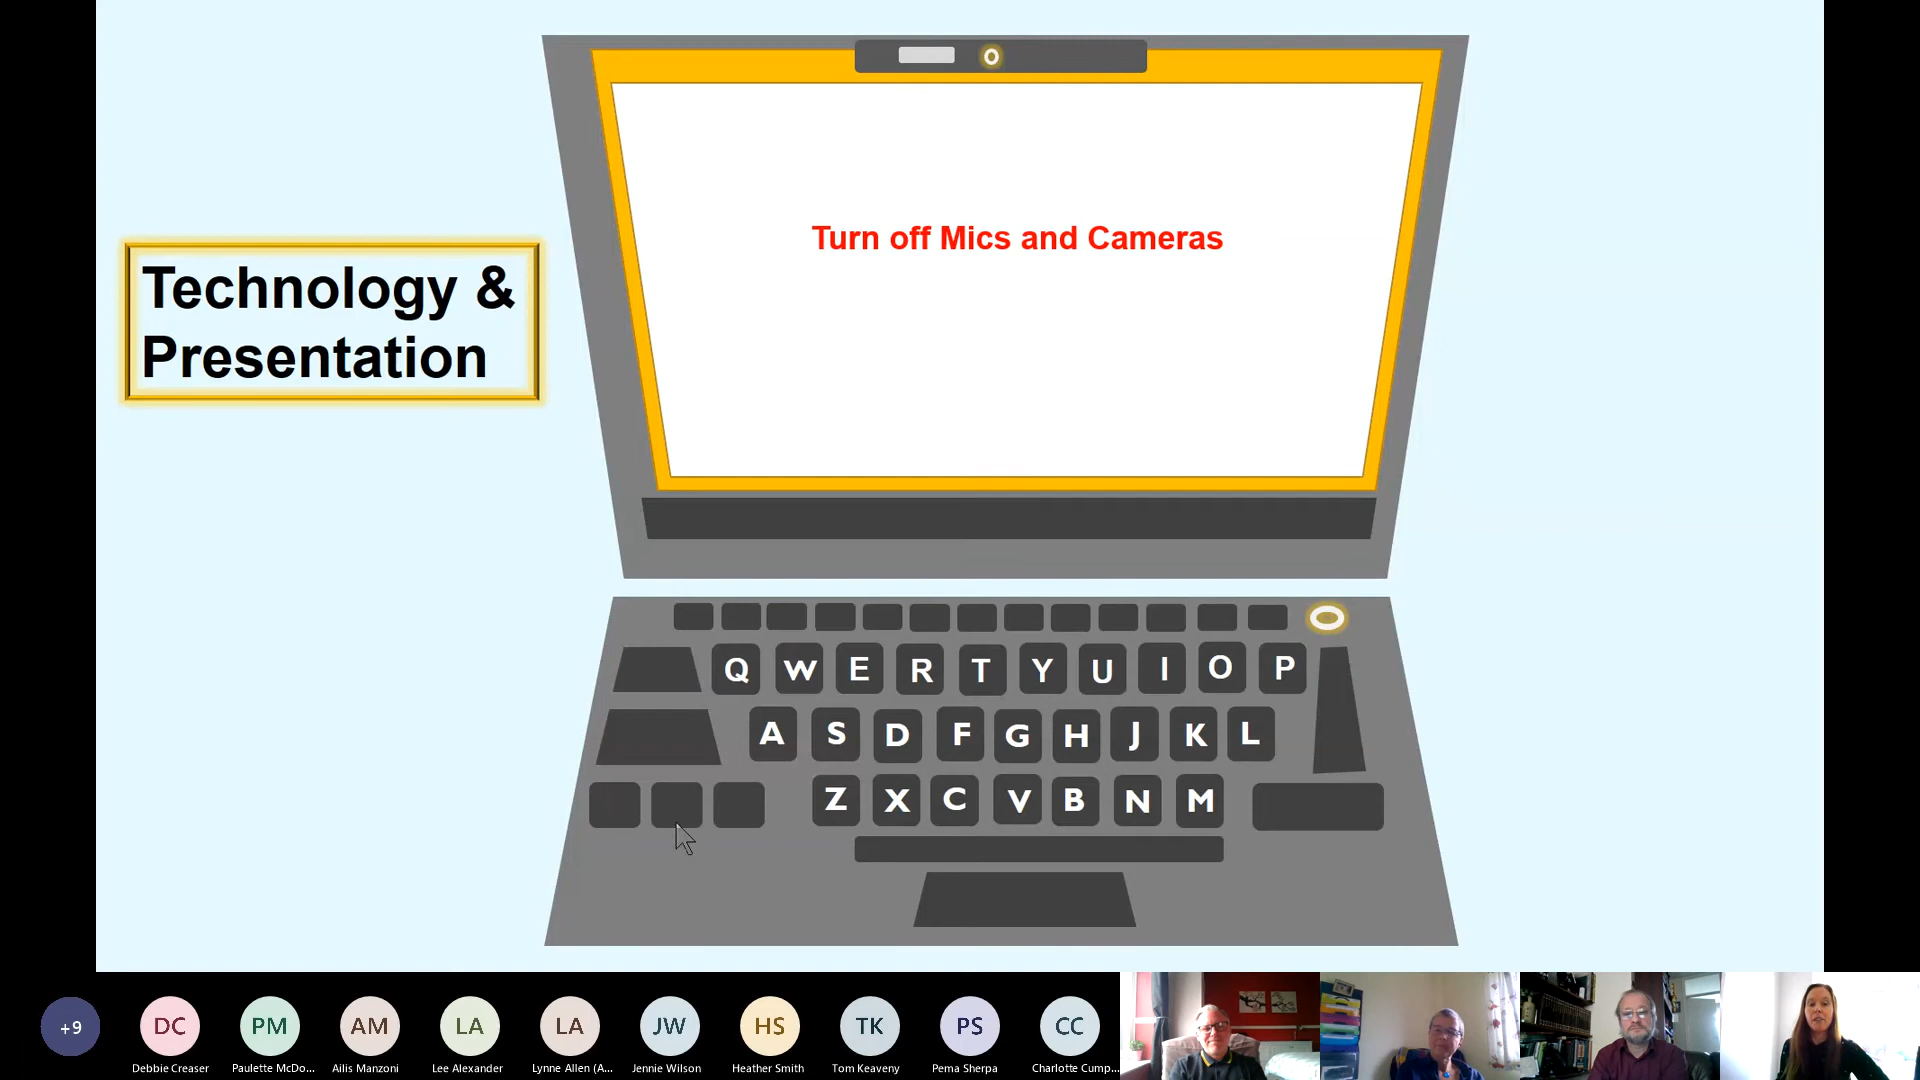 Turn off Mics and Cameras
Technology &
Presentation
Q W E R T Y U I O P
A S D F G H J K L
Z X C V B N M
+9 DC PM AM LA LA JW HS TK PS CC
Debbie Creaser Paulette McDo... Ailis Manzoni Lee Alexander Lynne Allen (A... Jennie Wilson Heather Smith Tom Keaveny Pema Sherpa Charlotte Cump...